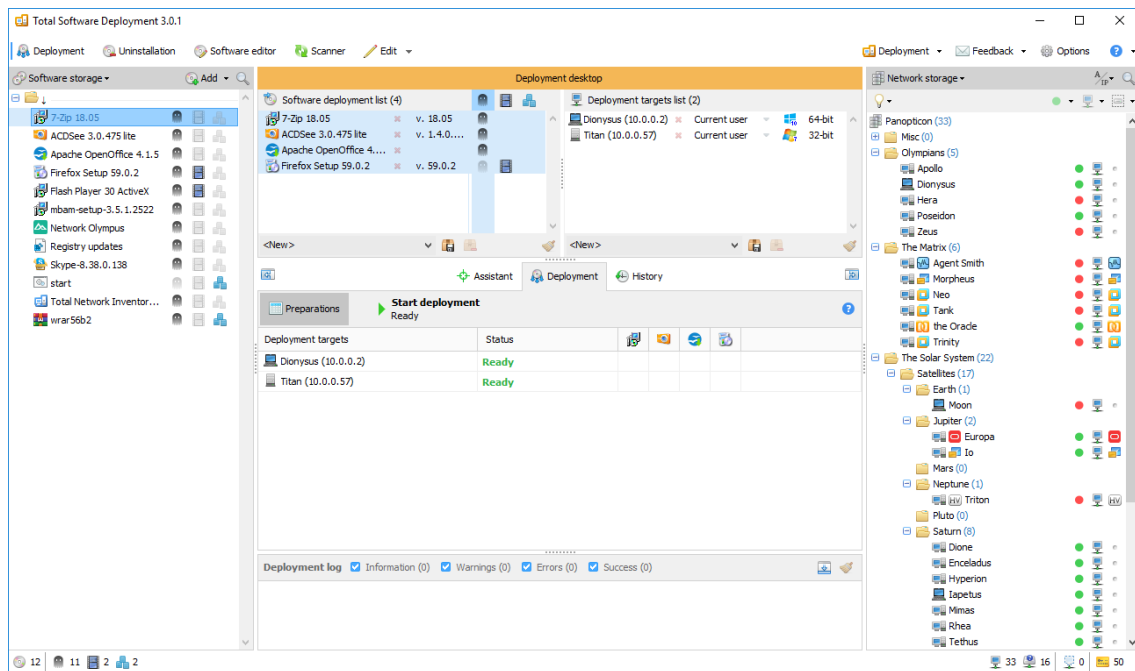 Total Software Deployment 3.0.1
Deployment Uninstallation Software editor Scanner Edit Deployment Feedback Options ?
Software storage Add
Deployment desktop
Network storage A/IP
↓
7-Zip 18.05
ACDSee 3.0.475 lite
Apache OpenOffice 4.1.5
Firefox Setup 59.0.2
Flash Player 30 ActiveX
mbam-setup-3.5.1.2522
Network Olympus
Registry updates
Skype-8.38.0.138
start
Total Network Inventor...
wrar56b2
Software deployment list (4)
7-Zip 18.05 v. 18.05
ACDSee 3.0.475 lite v. 1.4.0....
Apache OpenOffice 4....
Firefox Setup 59.0.2 v. 59.0.2
<New>
Deployment targets list (2)
Dionysus (10.0.0.2) Current user 64-bit
Titan (10.0.0.57) Current user 32-bit
<New>
Assistant Deployment History
Preparations
Start deployment
Ready
?
Deployment targets Status
Dionysus (10.0.0.2) Ready
Titan (10.0.0.57) Ready
Deployment log Information (0) Warnings (0) Errors (0) Success (0)
Panopticon (33)
Misc (0)
Olympians (5)
Apollo
Dionysus
Hera
Poseidon
Zeus
The Matrix (6)
Agent Smith
Morpheus
Neo
Tank
the Oracle
Trinity
The Solar System (22)
Satellites (17)
Earth (1)
Moon
Jupiter (2)
Europa
Io
Mars (0)
Neptune (1)
HV Triton HV
Pluto (0)
Saturn (8)
Dione
Enceladus
Hyperion
Iapetus
Mimas
Rhea
Tethus
12 11 2 2
33 16 0 50